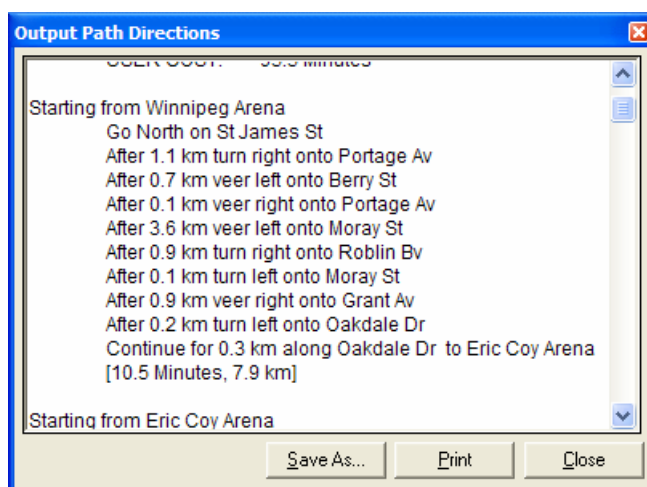 Output Path Directions
USER COST: Minutes
Starting from Winnipeg Arena
Go North on St James St
After 1.1 km turn right onto Portage Av
After 0.7 km veer left onto Berry St
After 0.1 km veer right onto Portage Av
After 3.6 km veer left onto Moray St
After 0.9 km turn right onto Roblin Bv
After 0.1 km turn left onto Moray St
After 0.9 km veer right onto Grant Av
After 0.2 km turn left onto Oakdale Dr
Continue for 0.3 km along Oakdale Dr to Eric Coy Arena
[10.5 Minutes, 7.9 km]
Starting from Eric Coy Arena
Save As...
Print
Close